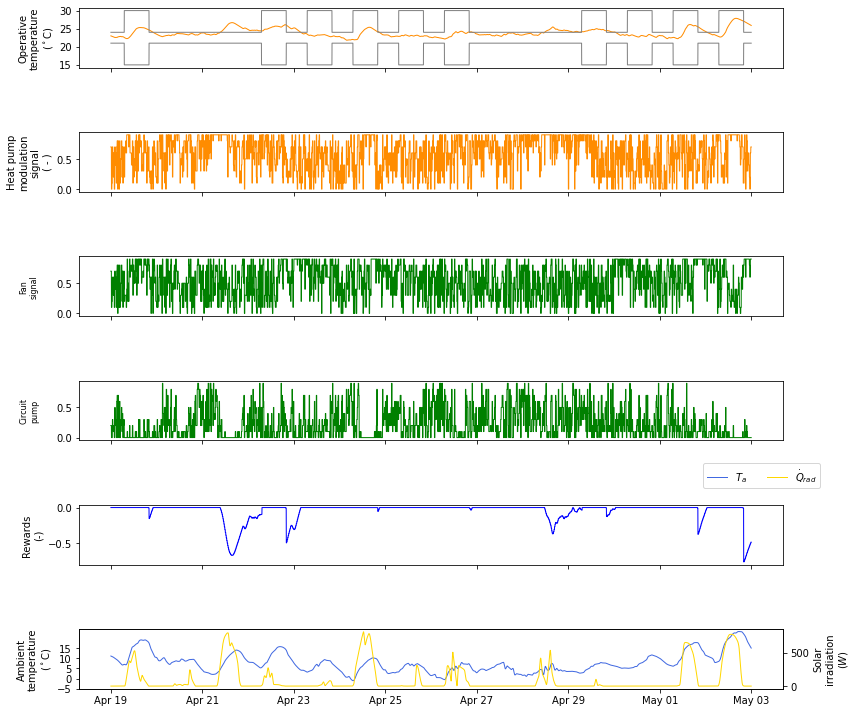 Operative
temperature
(°C)
30
25
20
15
Heat pump
modulation
signal
( - )
0.5
0.0
Fan
signal
0.5
0.0
Circuit
pump
0.5
0.0
T_a
Q̇_rad
Rewards
(-)
0.0
−0.5
Ambient
temperature
(°C)
15
10
5
0
−5
500
0
Solar
irradiation
(W)
Apr 19 Apr 21 Apr 23 Apr 25 Apr 27 Apr 29 May 01 May 03